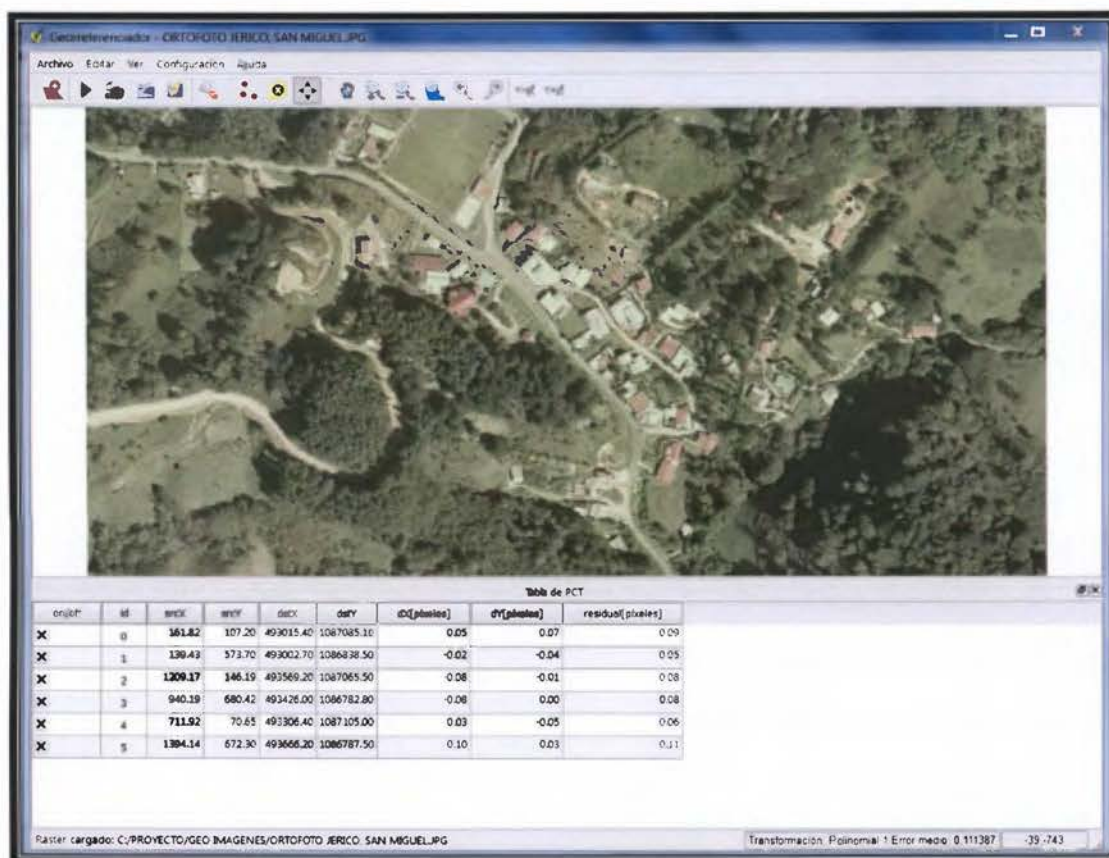 Georeferenciador - ORTOFOTO JERICO, SAN MIGUEL.JPG
Archivo Editar Ver Configuración Ayuda
Tabla de PCT
on/off id srcX srcY dstX dstY dX[pixeles] dY[pixeles] residual[pixeles]
0 161.82 107.20 493015.40 1087085.10 0.05 0.07 0.09
1 139.43 573.70 493002.70 1086838.50 -0.02 -0.04 0.05
2 1209.17 146.19 493569.20 1087065.50 -0.08 -0.01 0.08
3 940.19 680.42 493426.00 1086782.80 -0.08 0.00 0.08
4 711.92 70.65 493306.40 1087105.00 0.03 -0.05 0.06
5 1394.14 672.30 493666.20 1086787.50 0.10 0.03 0.11
Raster cargado: C:/PROYECTO/GEO IMAGENES/ORTOFOTO JERICO, SAN MIGUEL.JPG Transformación: Polinomial 1 Error medio: 0.111387 -39,-743